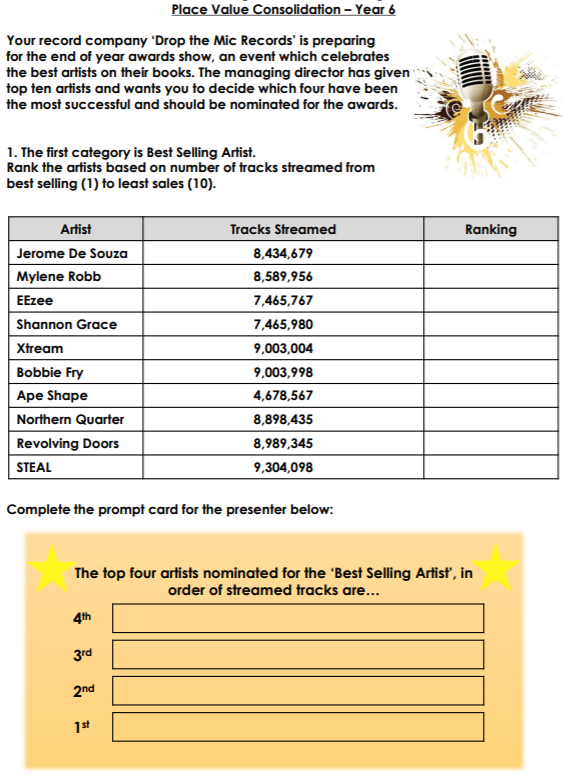 Place Value Consolidation – Year 6
Your record company ‘Drop the Mic Records’ is preparing
for the end of year awards show, an event which celebrates
the best artists on their books. The managing director has given
top ten artists and wants you to decide which four have been
the most successful and should be nominated for the awards.
1. The first category is Best Selling Artist.
Rank the artists based on number of tracks streamed from
best selling (1) to least sales (10).
Artist Tracks Streamed Ranking
Jerome De Souza 8,434,679
Mylene Robb 8,589,956
EEzee 7,465,767
Shannon Grace 7,465,980
Xtream 9,003,004
Bobbie Fry 9,003,998
Ape Shape 4,678,567
Northern Quarter 8,898,435
Revolving Doors 8,989,345
STEAL 9,304,098
Complete the prompt card for the presenter below:
The top four artists nominated for the ‘Best Selling Artist’, in
order of streamed tracks are…
4th
3rd
2nd
1st